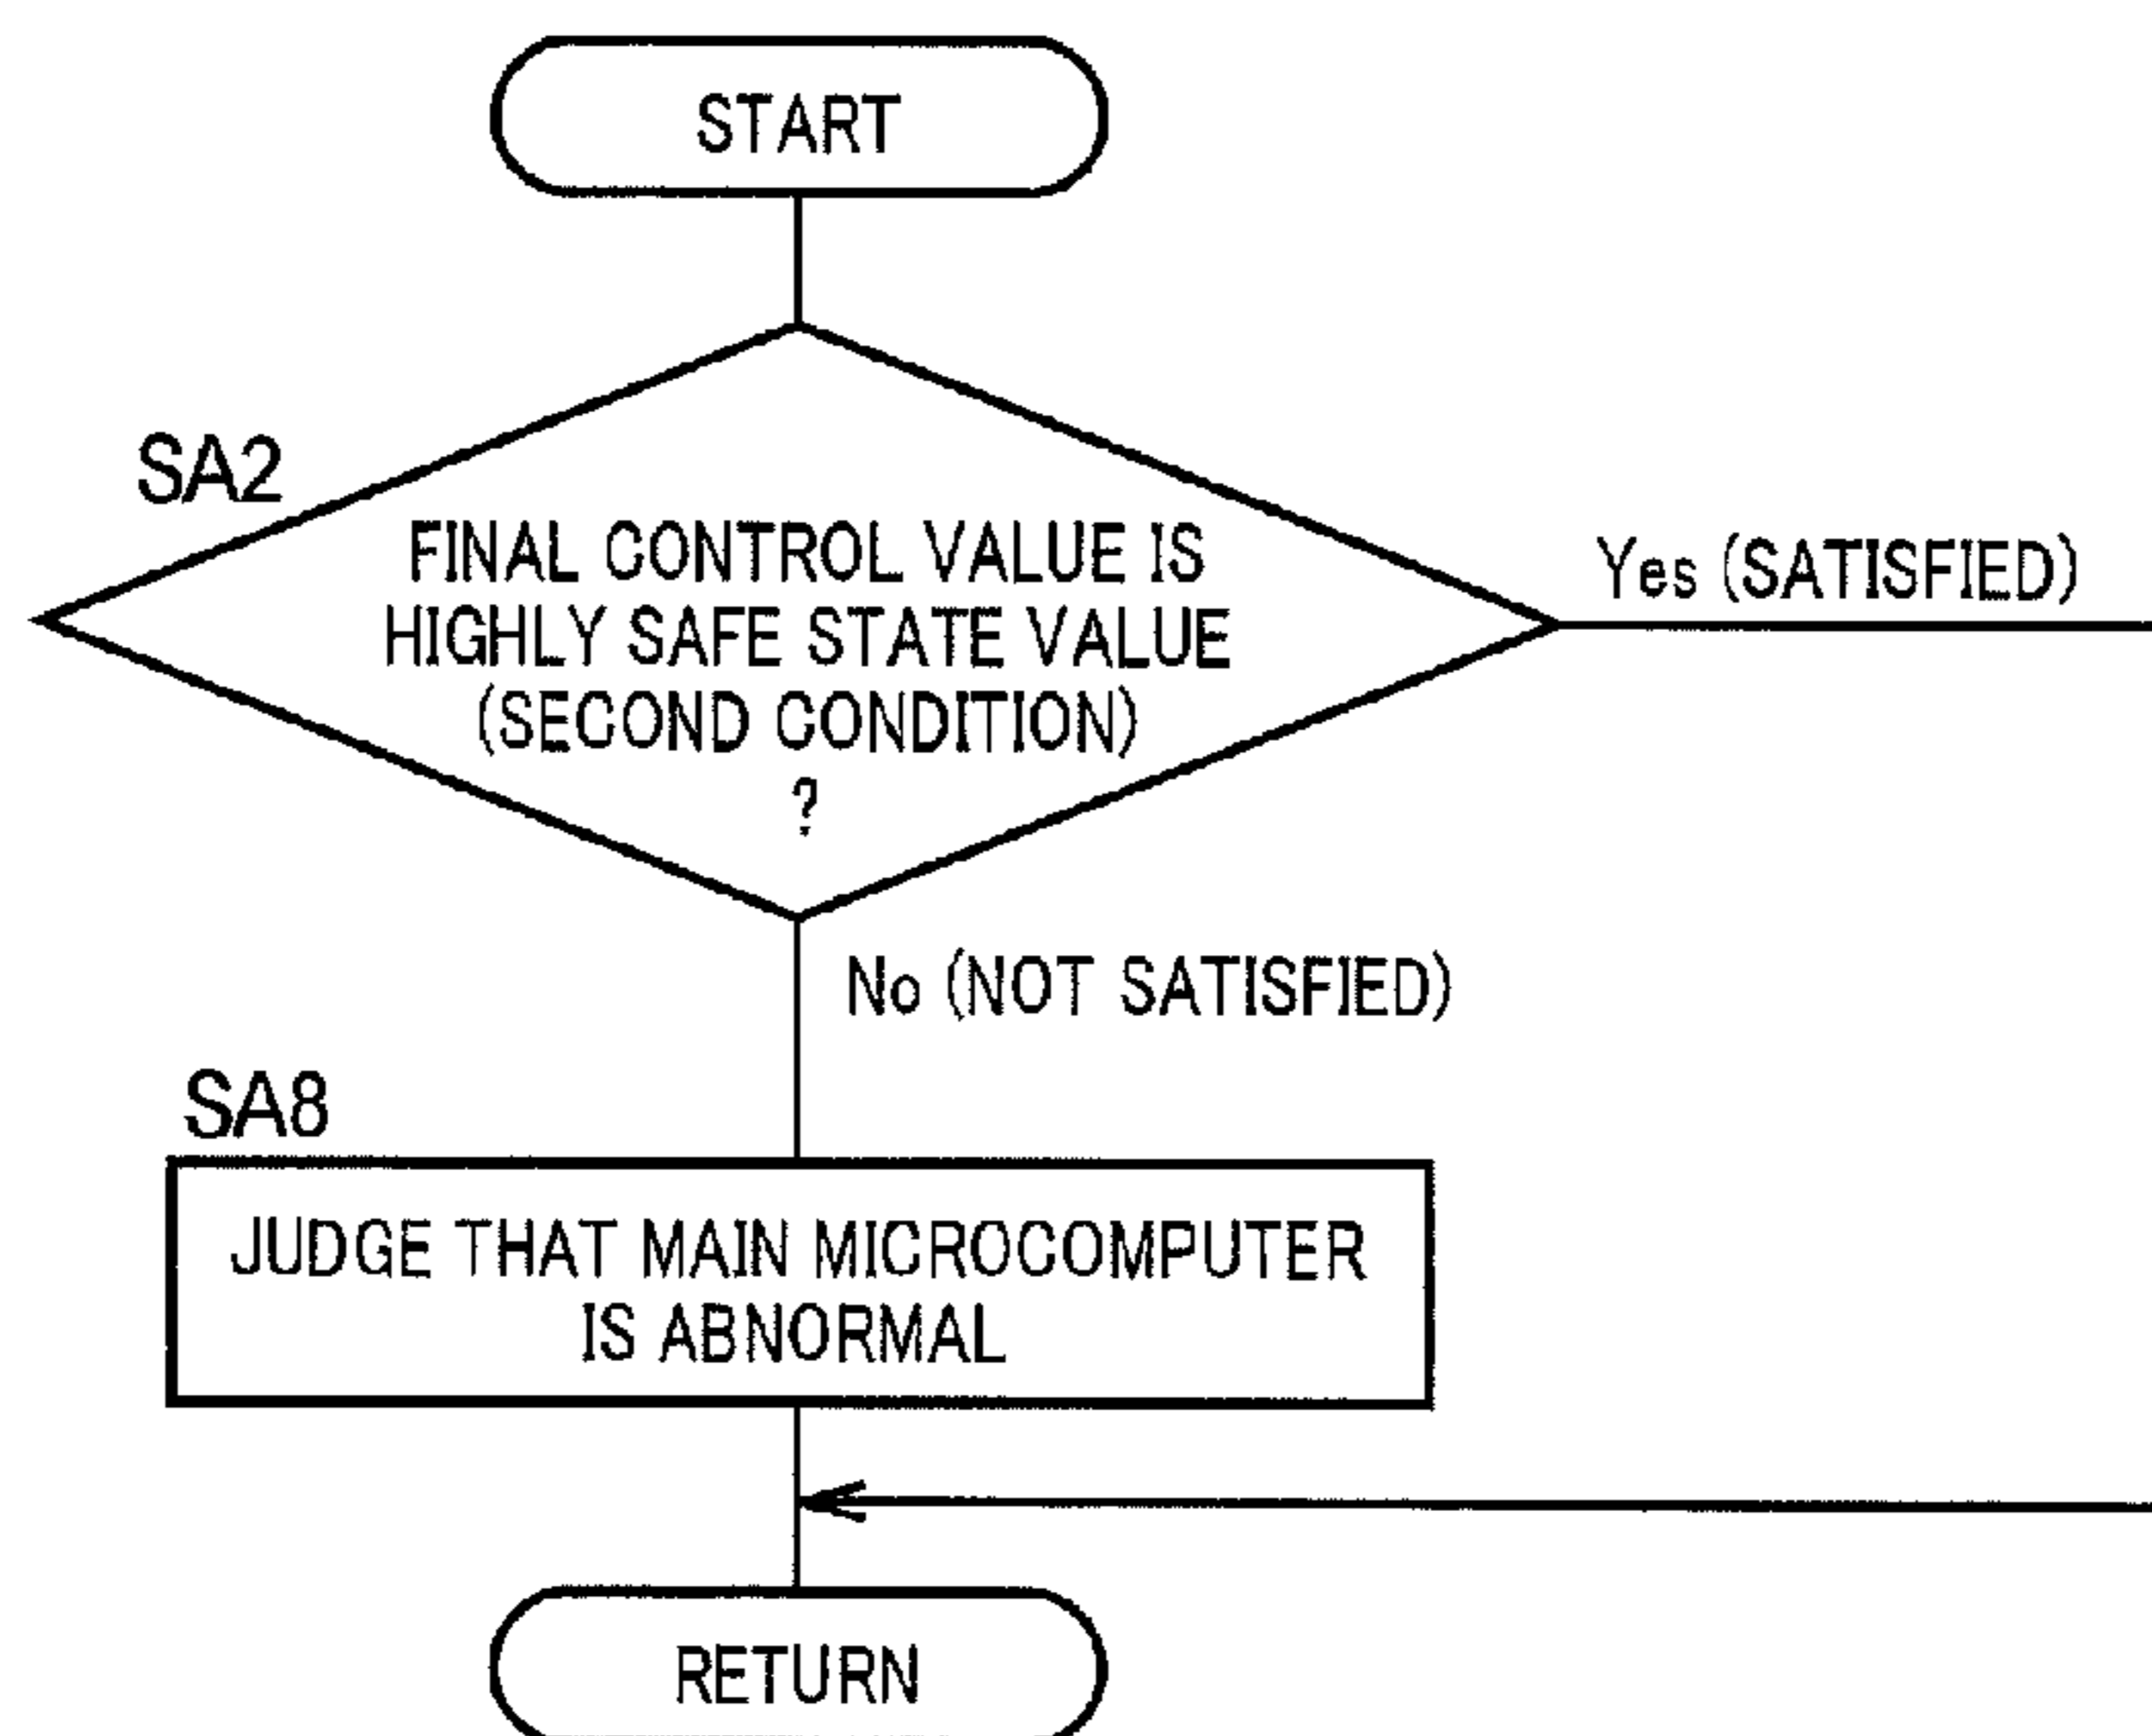 START
SA2
FINAL CONTROL VALUE IS
HIGHLY SAFE STATE VALUE
(SECOND CONDITION)
?
Yes (SATISFIED)
No (NOT SATISFIED)
SA8
JUDGE THAT MAIN MICROCOMPUTER
IS ABNORMAL
RETURN